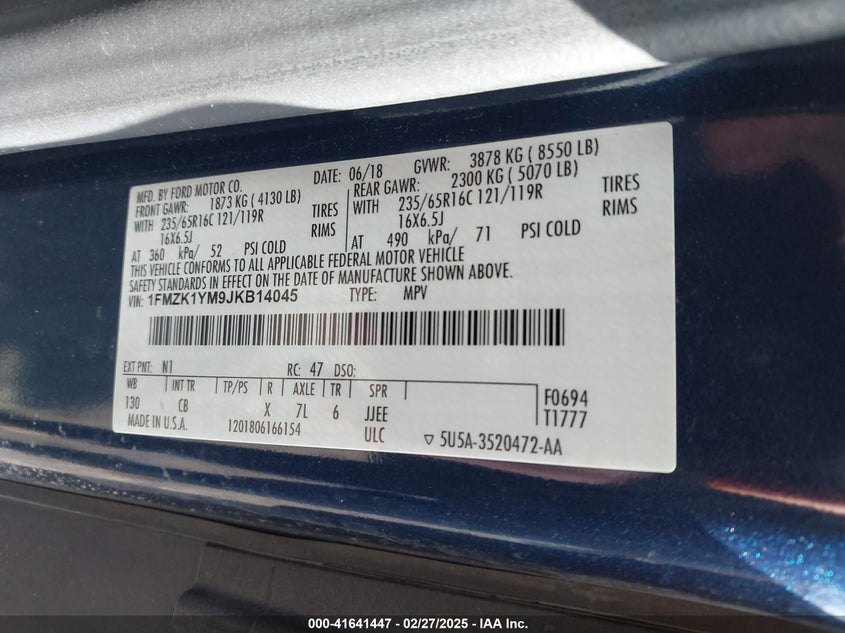 MFD. BY FORD MOTOR CO. DATE: 06/18 GVWR: 3878 KG ( 8550 LB)
FRONT GAWR: 1873 KG ( 4130 LB) REAR GAWR: 2300 KG ( 5070 LB)
WITH 235/65R16C 121/119R TIRES WITH 235/65R16C 121/119R TIRES
16X6.5J RIMS 16X6.5J RIMS
AT 360 kPa/ 52 PSI COLD AT 490 kPa/ 71 PSI COLD
THIS VEHICLE CONFORMS TO ALL APPLICABLE FEDERAL MOTOR VEHICLE
SAFETY STANDARDS IN EFFECT ON THE DATE OF MANUFACTURE SHOWN ABOVE.
VIN: 1FMZK1YM9JKB14045 TYPE: MPV
EXT PNT: N1 RC: 47 DSO:
WB INT TR TP/PS R AXLE TR SPR
130 CB X 7L 6 JJEE F0694
MADE IN U.S.A. 1201806166154 ULC T1777
5U5A-3520472-AA
000-41641447 - 02/27/2025 - IAA Inc.